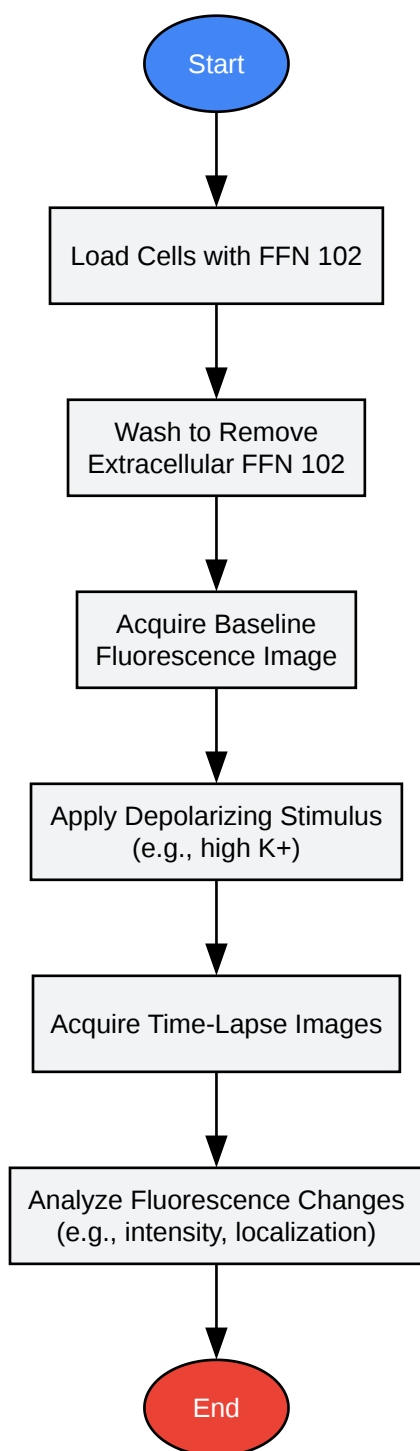 Start
Load Cells with FFN 102
Wash to Remove
Extracellular FFN 102
Acquire Baseline
Fluorescence Image
Apply Depolarizing Stimulus
(e.g., high K+)
Acquire Time-Lapse Images
Analyze Fluorescence Changes
(e.g., intensity, localization)
End